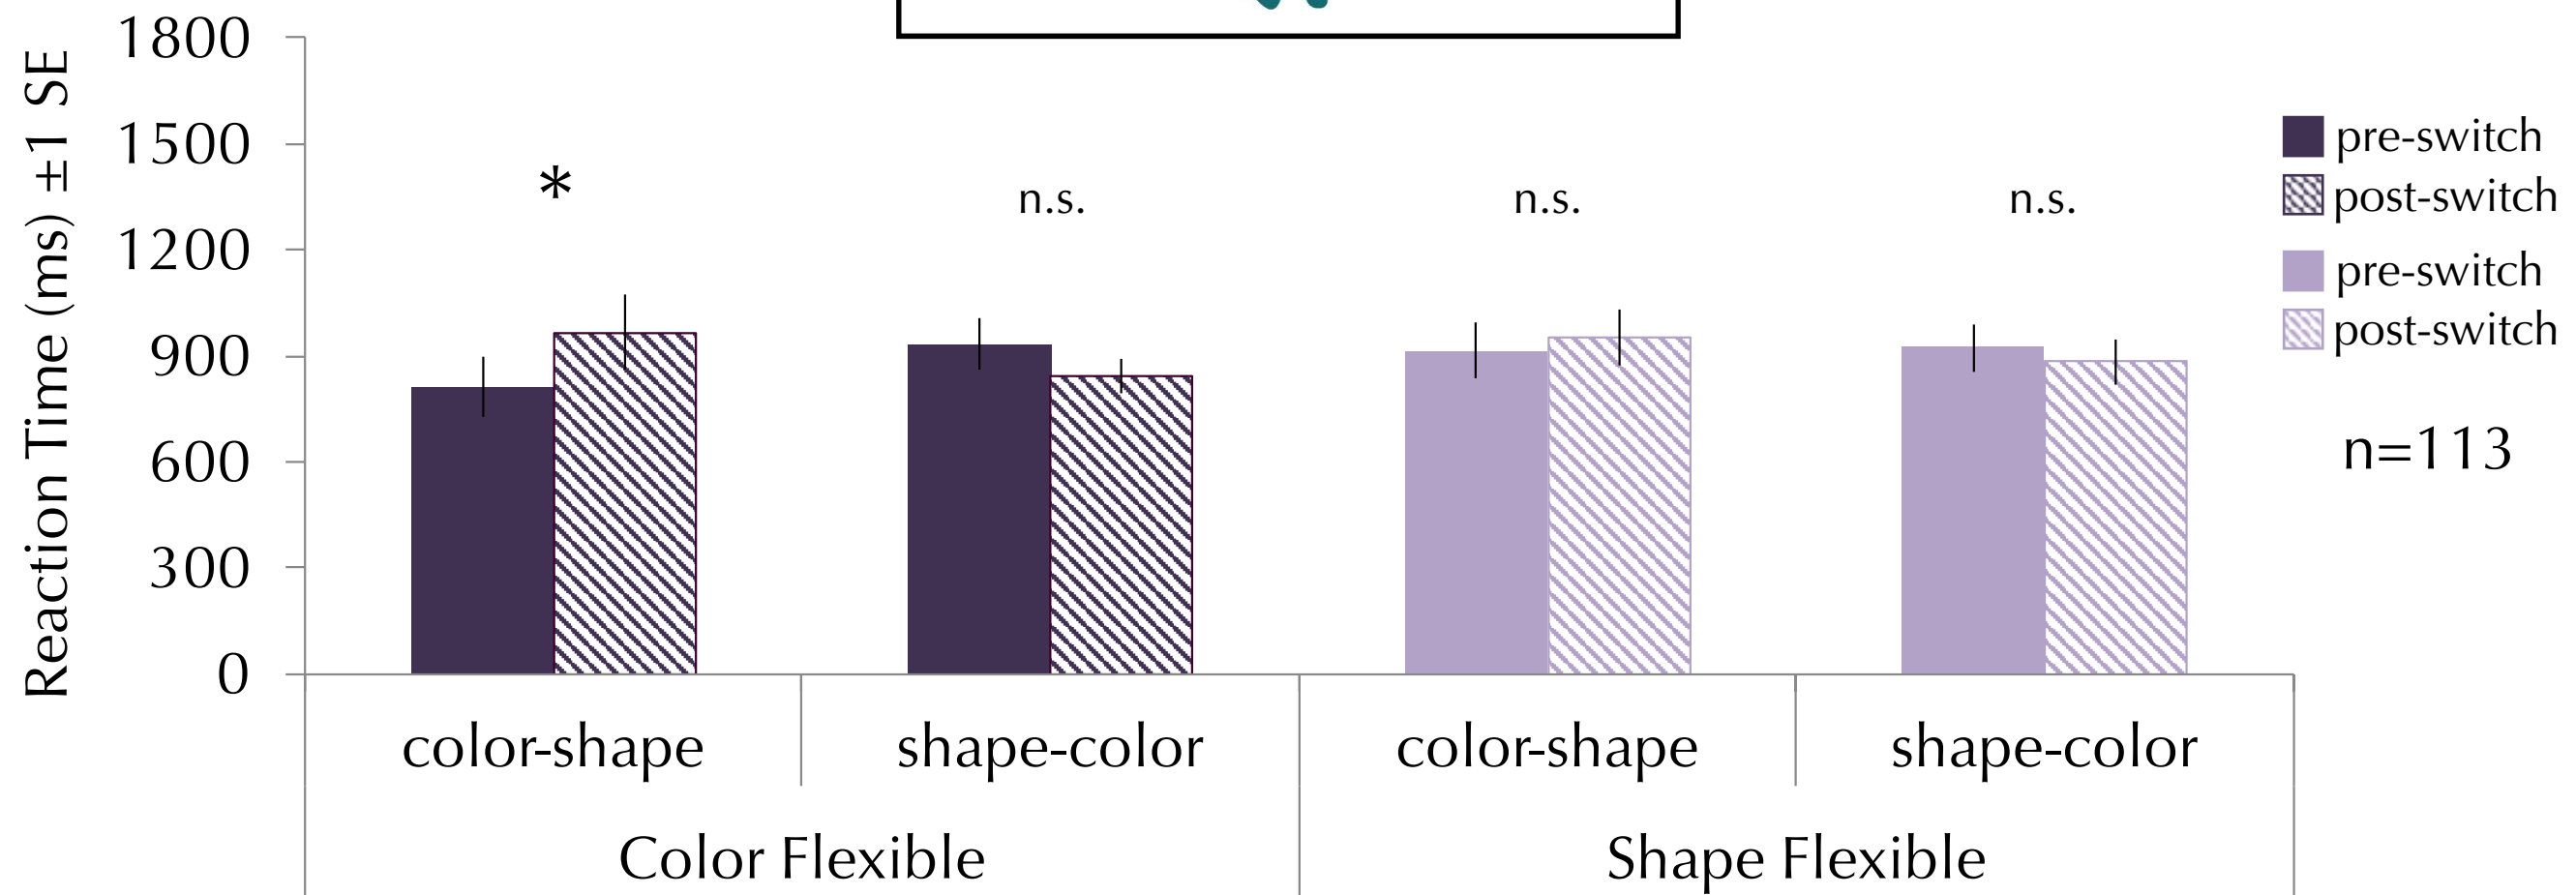 Reaction Time (ms) ±1 SE
1800
1500
1200
900
600
300
0
*
n.s.
n.s.
n.s.
pre-switch
post-switch
pre-switch
post-switch
n=113
color-shape
shape-color
color-shape
shape-color
Color Flexible
Shape Flexible